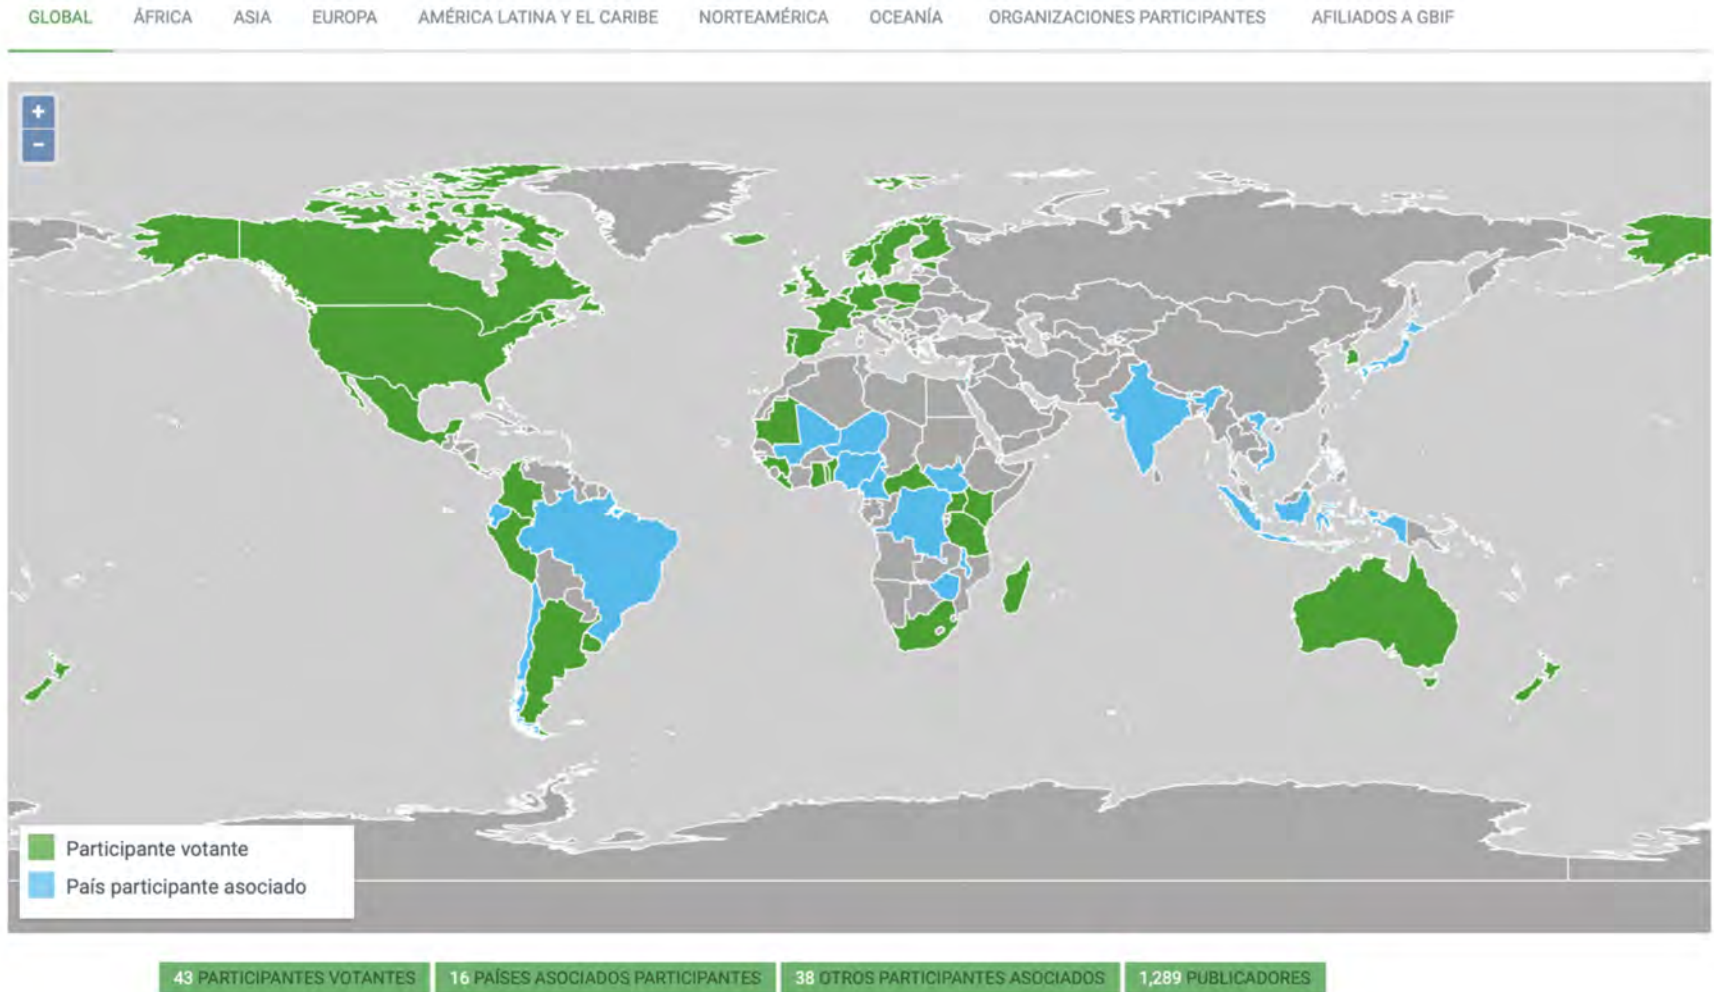 GLOBAL ÁFRICA ASIA EUROPA AMÉRICA LATINA Y EL CARIBE NORTEAMÉRICA OCEANÍA ORGANIZACIONES PARTICIPANTES AFILIADOS A GBIF
+
-
Participante votante
País participante asociado
43 PARTICIPANTES VOTANTES 16 PAÍSES ASOCIADOS PARTICIPANTES 38 OTROS PARTICIPANTES ASOCIADOS 1,289 PUBLICADORES